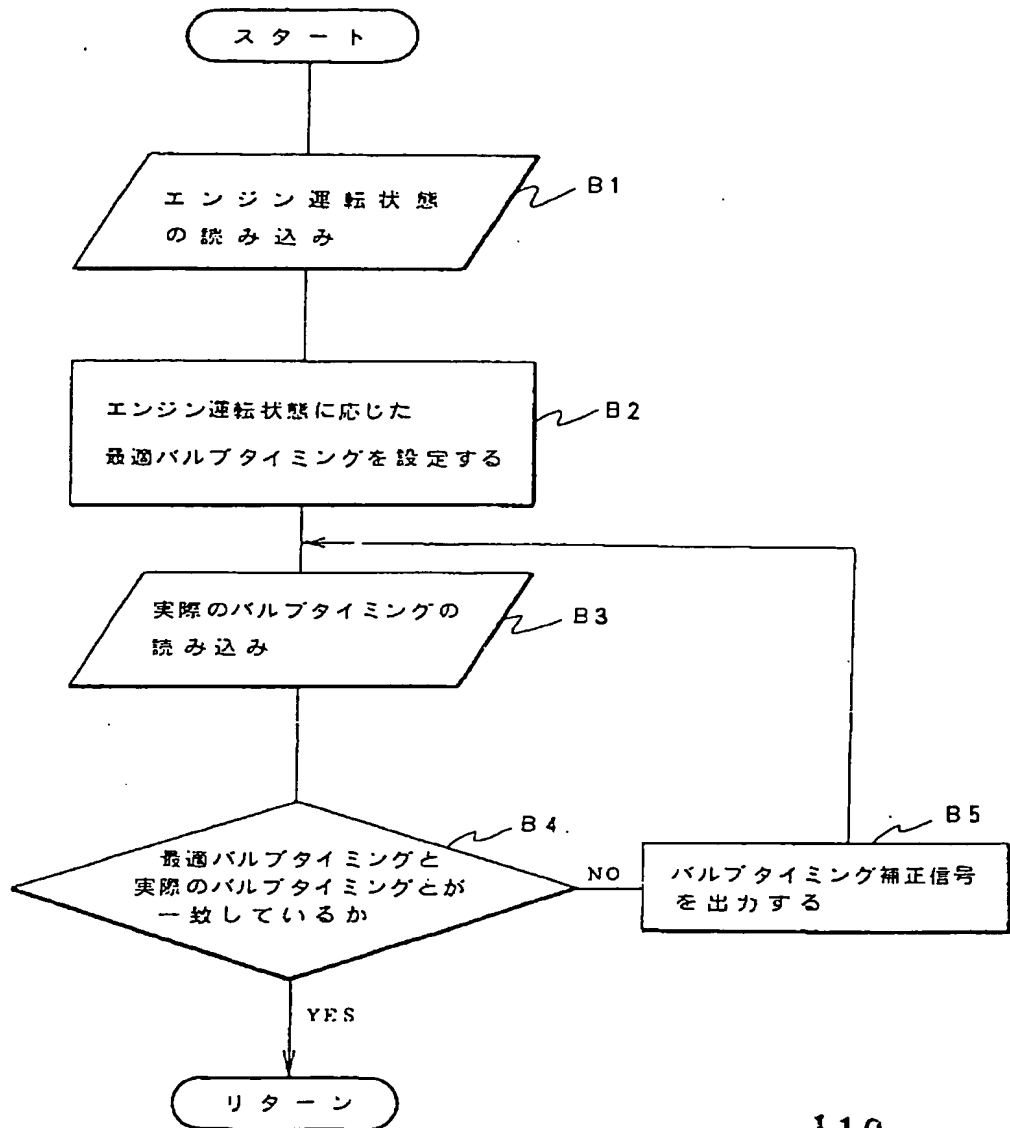 スタート
エンジン運転状態
の読み込み
B1
エンジン運転状態に応じた
最適バルブタイミングを設定する
B2
実際のバルブタイミングの
読み込み
B3
最適バルブタイミングと
実際のバルブタイミングとが
一致しているか
B4
NO
バルブタイミング補正信号
を出力する
B5
YES
リターン